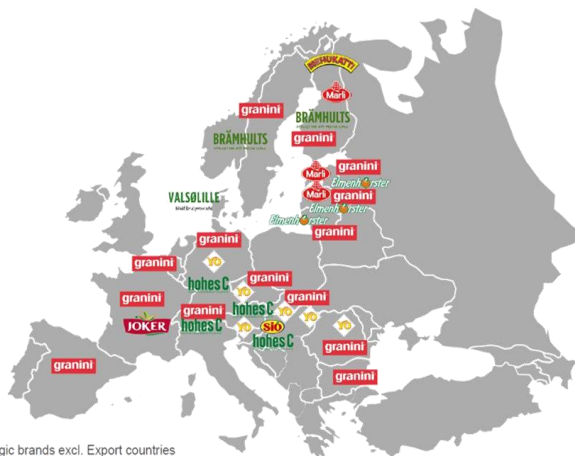 MEHUKATTI
Marli
granini
BRÄMHULTS
BRÄMHULTS
granini
Marli
granini
Elmenhorster
Marli
granini
Elmenhorster
VALSØLILLE
Elmenhorster
granini
granini
granini
YO
hohes C
granini
YO
granini
granini
hohes C
YO
granini
YO
YO
JOKER
hohes C
YO
sió
hohes C
granini
granini
granini
gic brands excl. Export countries